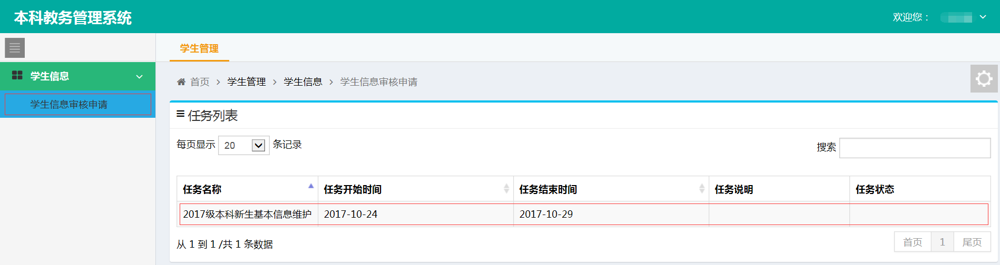 本科教务管理系统
欢迎您：
学生管理
学生信息
首页 > 学生管理 > 学生信息 > 学生信息审核申请
学生信息审核申请
任务列表
每页显示 20 条记录
搜索
任务名称 任务开始时间 任务结束时间 任务说明 任务状态
2017级本科新生基本信息维护 2017-10-24 2017-10-29
从 1 到 1 /共 1 条数据
首页 1 尾页